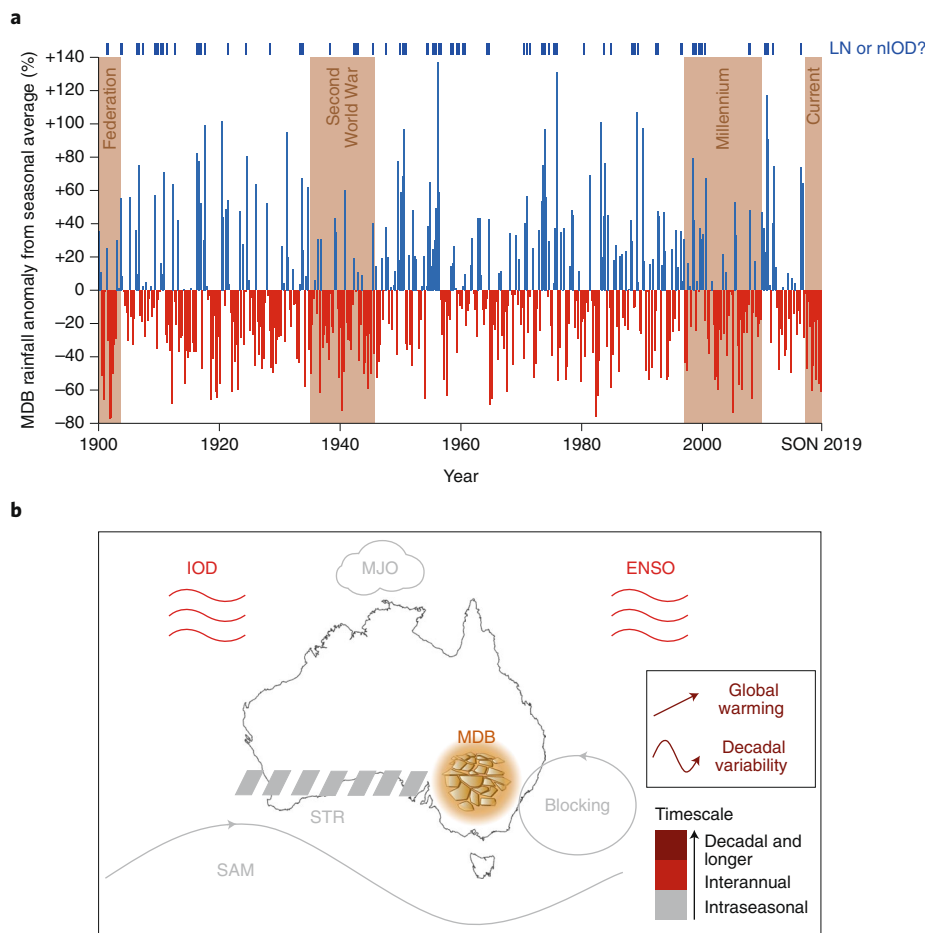 a
LN or nIOD?
MDB rainfall anomaly from seasonal average (%)
+140
+120
+100
+80
+60
+40
+20
0
−20
−40
−60
−80
Federation
Second
World War
Millennium
Current
1900
1920
1940
1960
1980
2000
SON 2019
Year
b
IOD
MJO
ENSO
Global
warming
Decadal
variability
MDB
STR
Blocking
SAM
Timescale
Decadal and
longer
Interannual
Intraseasonal